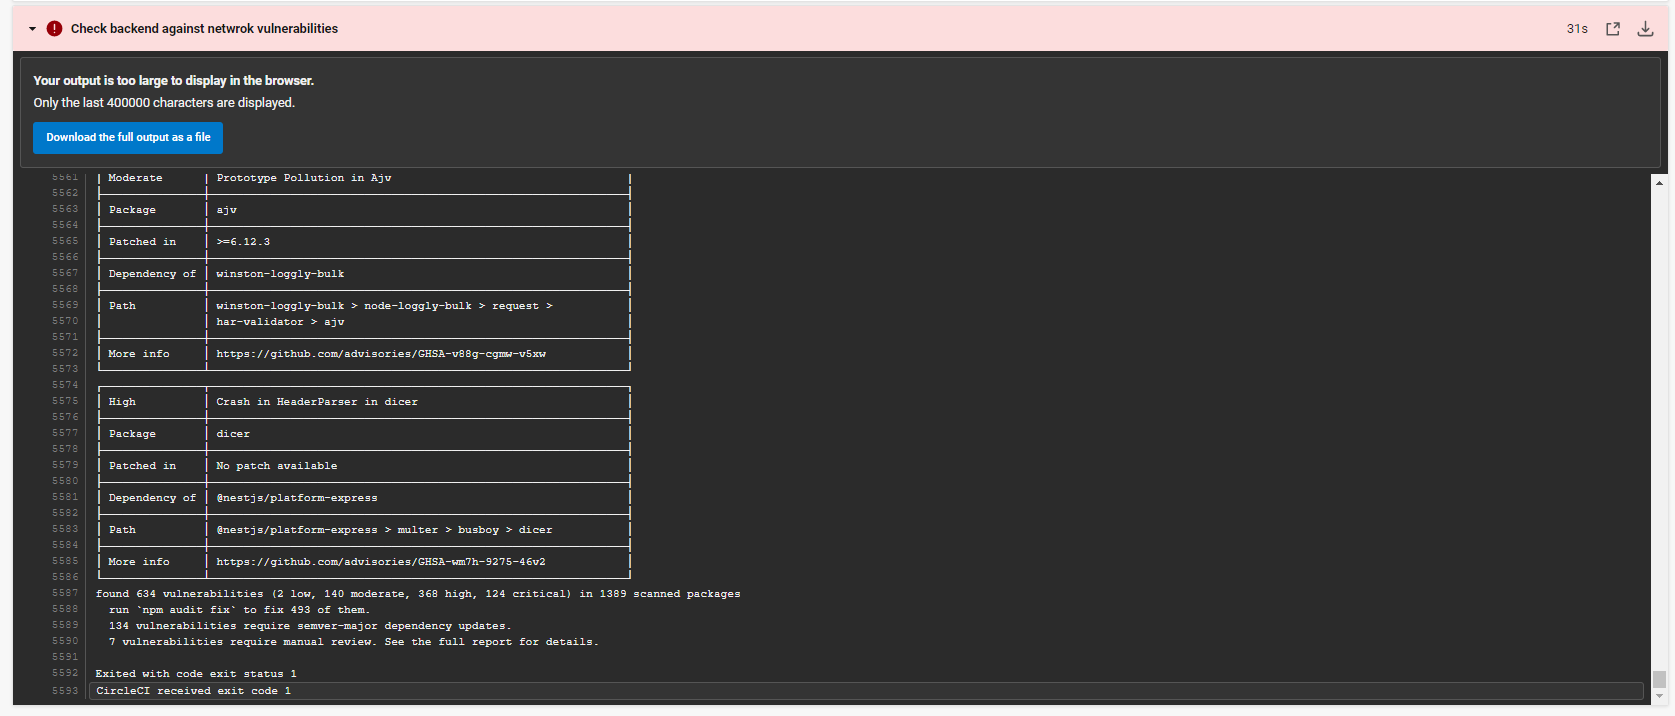 Check backend against netwrok vulnerabilities
31s
Your output is too large to display in the browser.
Only the last 400000 characters are displayed.
Download the full output as a file
5561 Moderate Prototype Pollution in Ajv
5562
5563 Package ajv
5564
5565 Patched in >=6.12.3
5566
5567 Dependency of winston-loggly-bulk
5568
5569 Path winston-loggly-bulk > node-loggly-bulk > request >
5570 har-validator > ajv
5571
5572 More info https://github.com/advisories/GHSA-v88g-cgmw-v5xw
5573
5574
5575 High Crash in HeaderParser in dicer
5576
5577 Package dicer
5578
5579 Patched in No patch available
5580
5581 Dependency of @nestjs/platform-express
5582
5583 Path @nestjs/platform-express > multer > busboy > dicer
5584
5585 More info https://github.com/advisories/GHSA-wm7h-9275-46v2
5586
5587 found 634 vulnerabilities (2 low, 140 moderate, 368 high, 124 critical) in 1389 scanned packages
5588 run `npm audit fix` to fix 493 of them.
5589 134 vulnerabilities require semver-major dependency updates.
5590 7 vulnerabilities require manual review. See the full report for details.
5591
5592 Exited with code exit status 1
5593 CircleCI received exit code 1